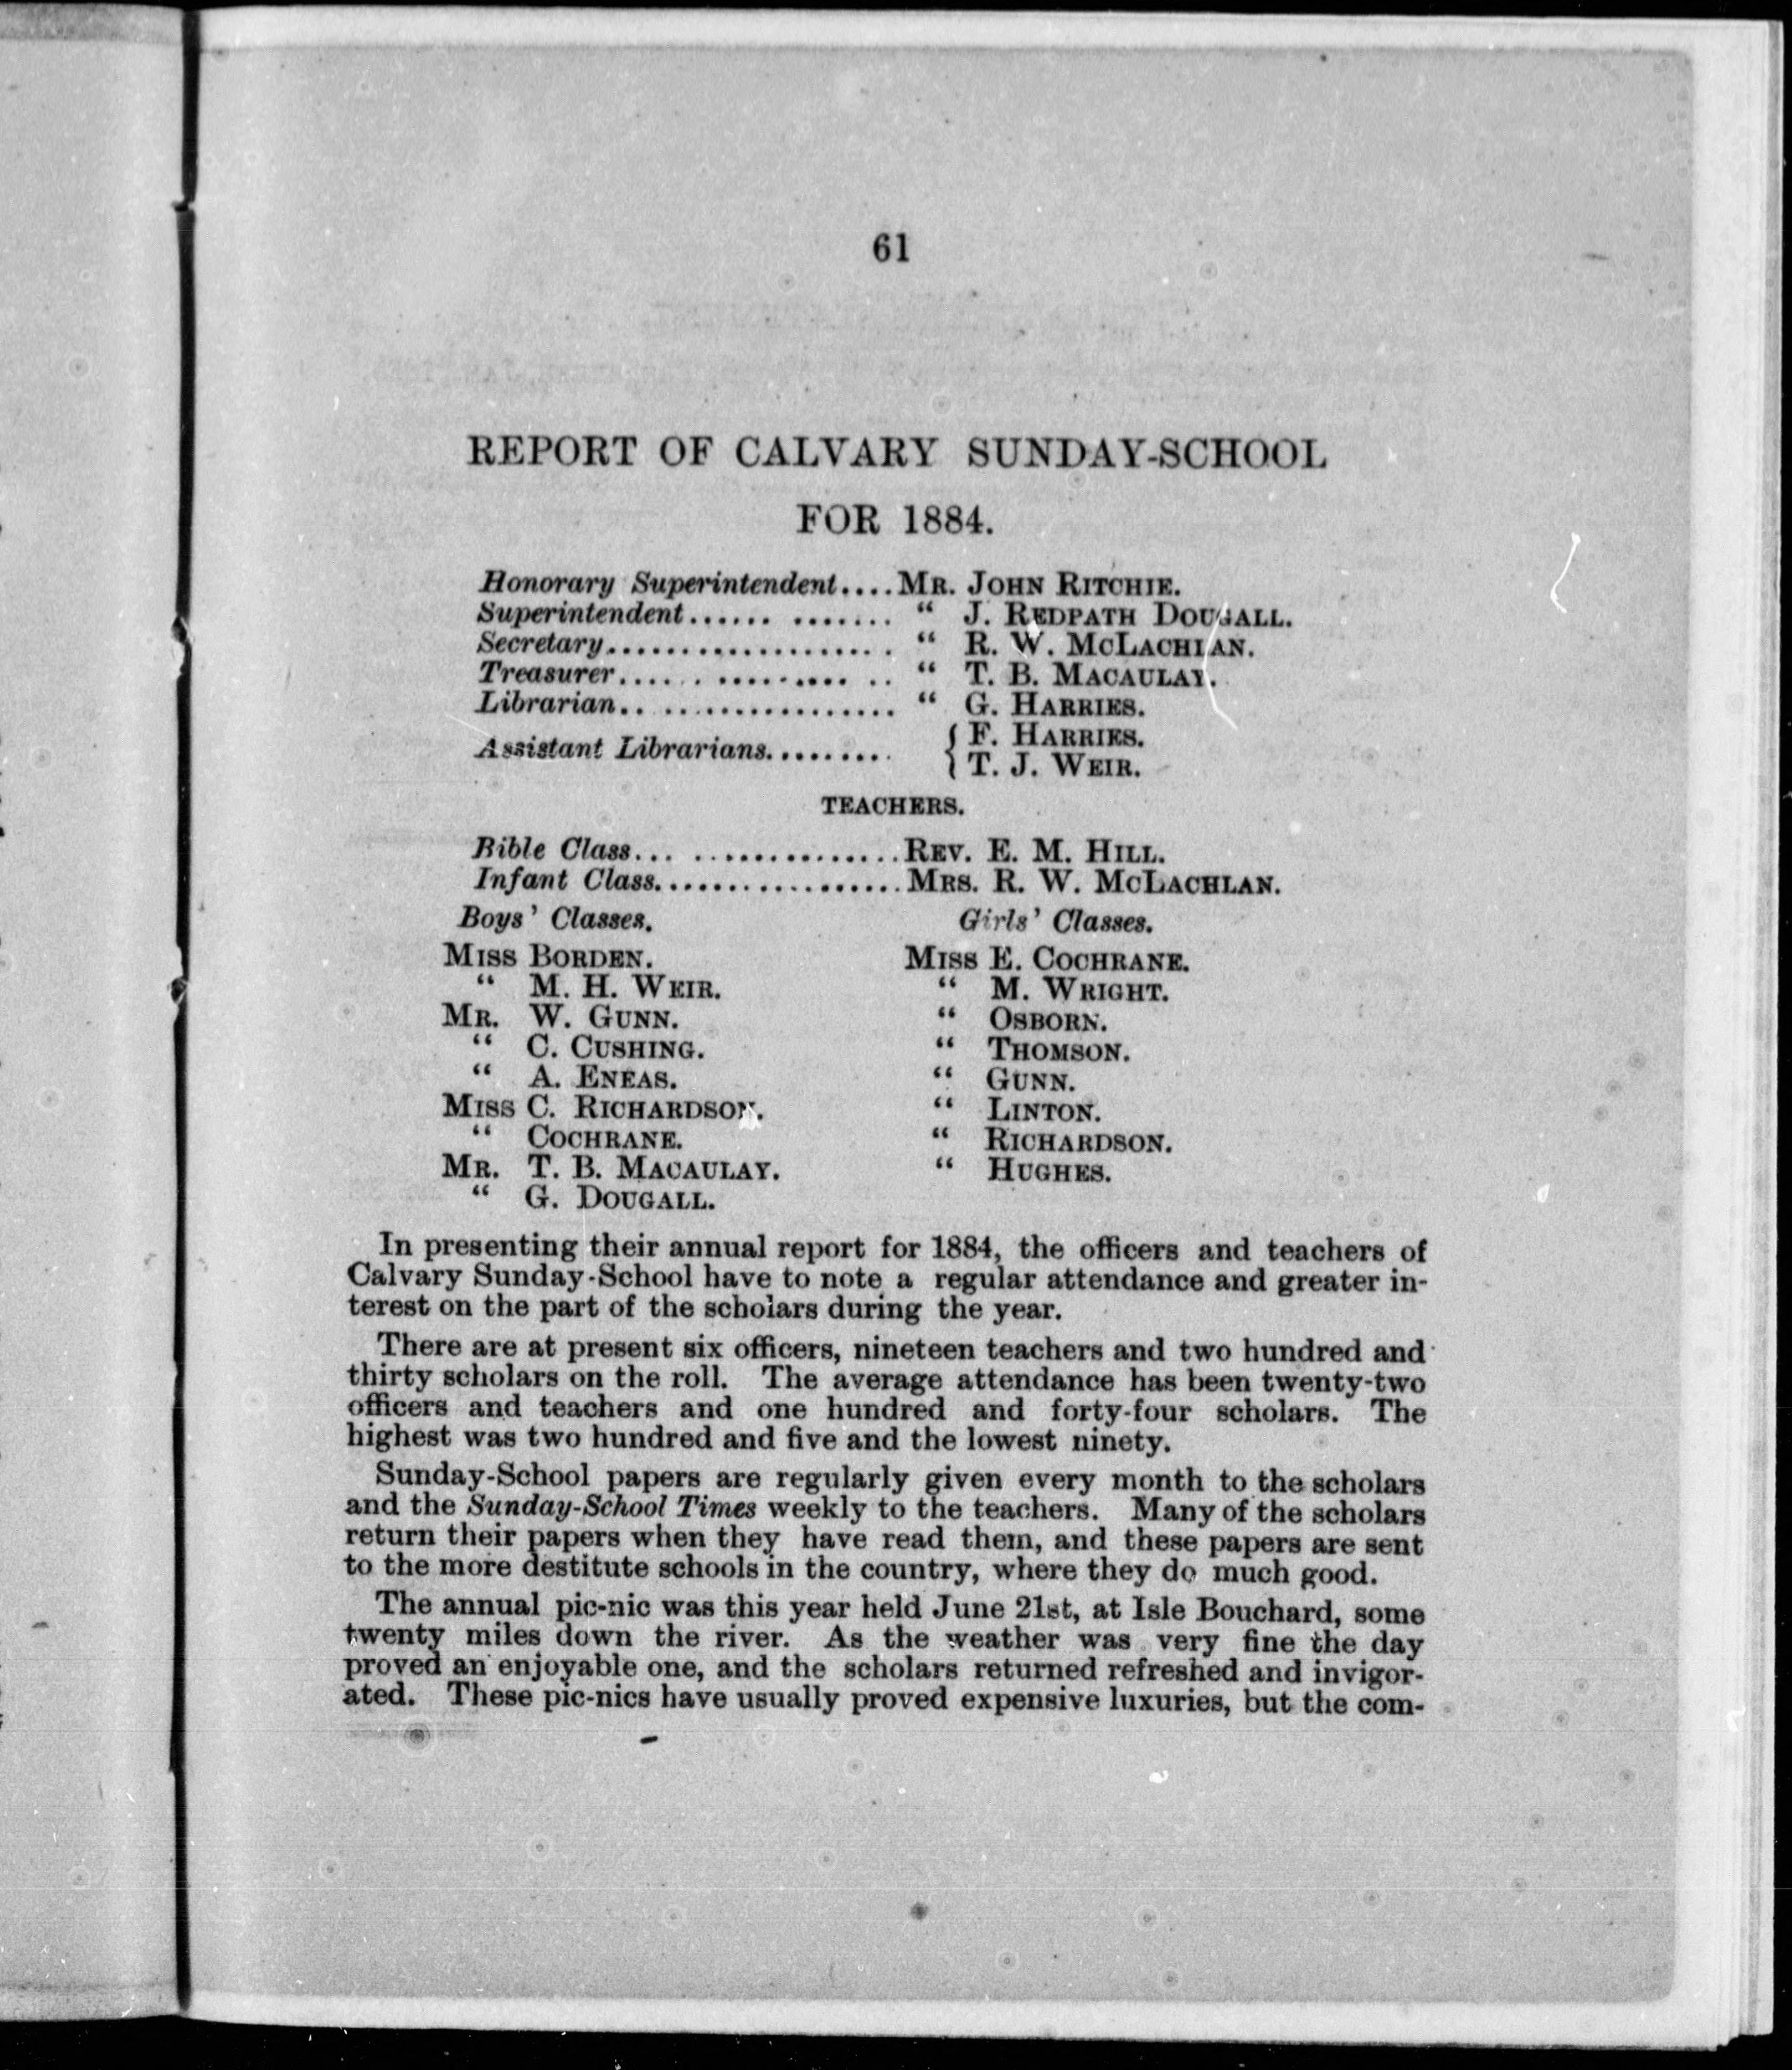 61
REPORT OF CALVARY SUNDAY-SCHOOL
FOR 1884.
Honorary Superintendent....MR. JOHN RITCHIE.
Superintendent...... ....... " J. REDPATH DOUGALL.
Secretary.................... " R. W. MCLACHLAN.
Treasurer..... .......... .. " T. B. MACAULAY.
Librarian.. ................ " G. HARRIES.
Assistant Librarians......... { F. HARRIES.
{ T. J. WEIR.
TEACHERS.
Bible Class... ...............REV. E. M. HILL.
Infant Class..................MRS. R. W. MCLACHLAN.
Boys' Classes. Girls' Classes.
MISS BORDEN. MISS E. COCHRANE.
" M. H. WEIR. " M. WRIGHT.
MR. W. GUNN. " OSBORN.
" C. CUSHING. " THOMSON.
" A. ENEAS. " GUNN.
MISS C. RICHARDSON. " LINTON.
" COCHRANE. " RICHARDSON.
MR. T. B. MACAULAY. " HUGHES.
" G. DOUGALL.
In presenting their annual report for 1884, the officers and teachers of
Calvary Sunday-School have to note a regular attendance and greater in-
terest on the part of the scholars during the year.
There are at present six officers, nineteen teachers and two hundred and
thirty scholars on the roll. The average attendance has been twenty-two
officers and teachers and one hundred and forty-four scholars. The
highest was two hundred and five and the lowest ninety.
Sunday-School papers are regularly given every month to the scholars
and the Sunday-School Times weekly to the teachers. Many of the scholars
return their papers when they have read them, and these papers are sent
to the more destitute schools in the country, where they do much good.
The annual pic-nic was this year held June 21st, at Isle Bouchard, some
twenty miles down the river. As the weather was very fine the day
proved an enjoyable one, and the scholars returned refreshed and invigor-
ated. These pic-nics have usually proved expensive luxuries, but the com-